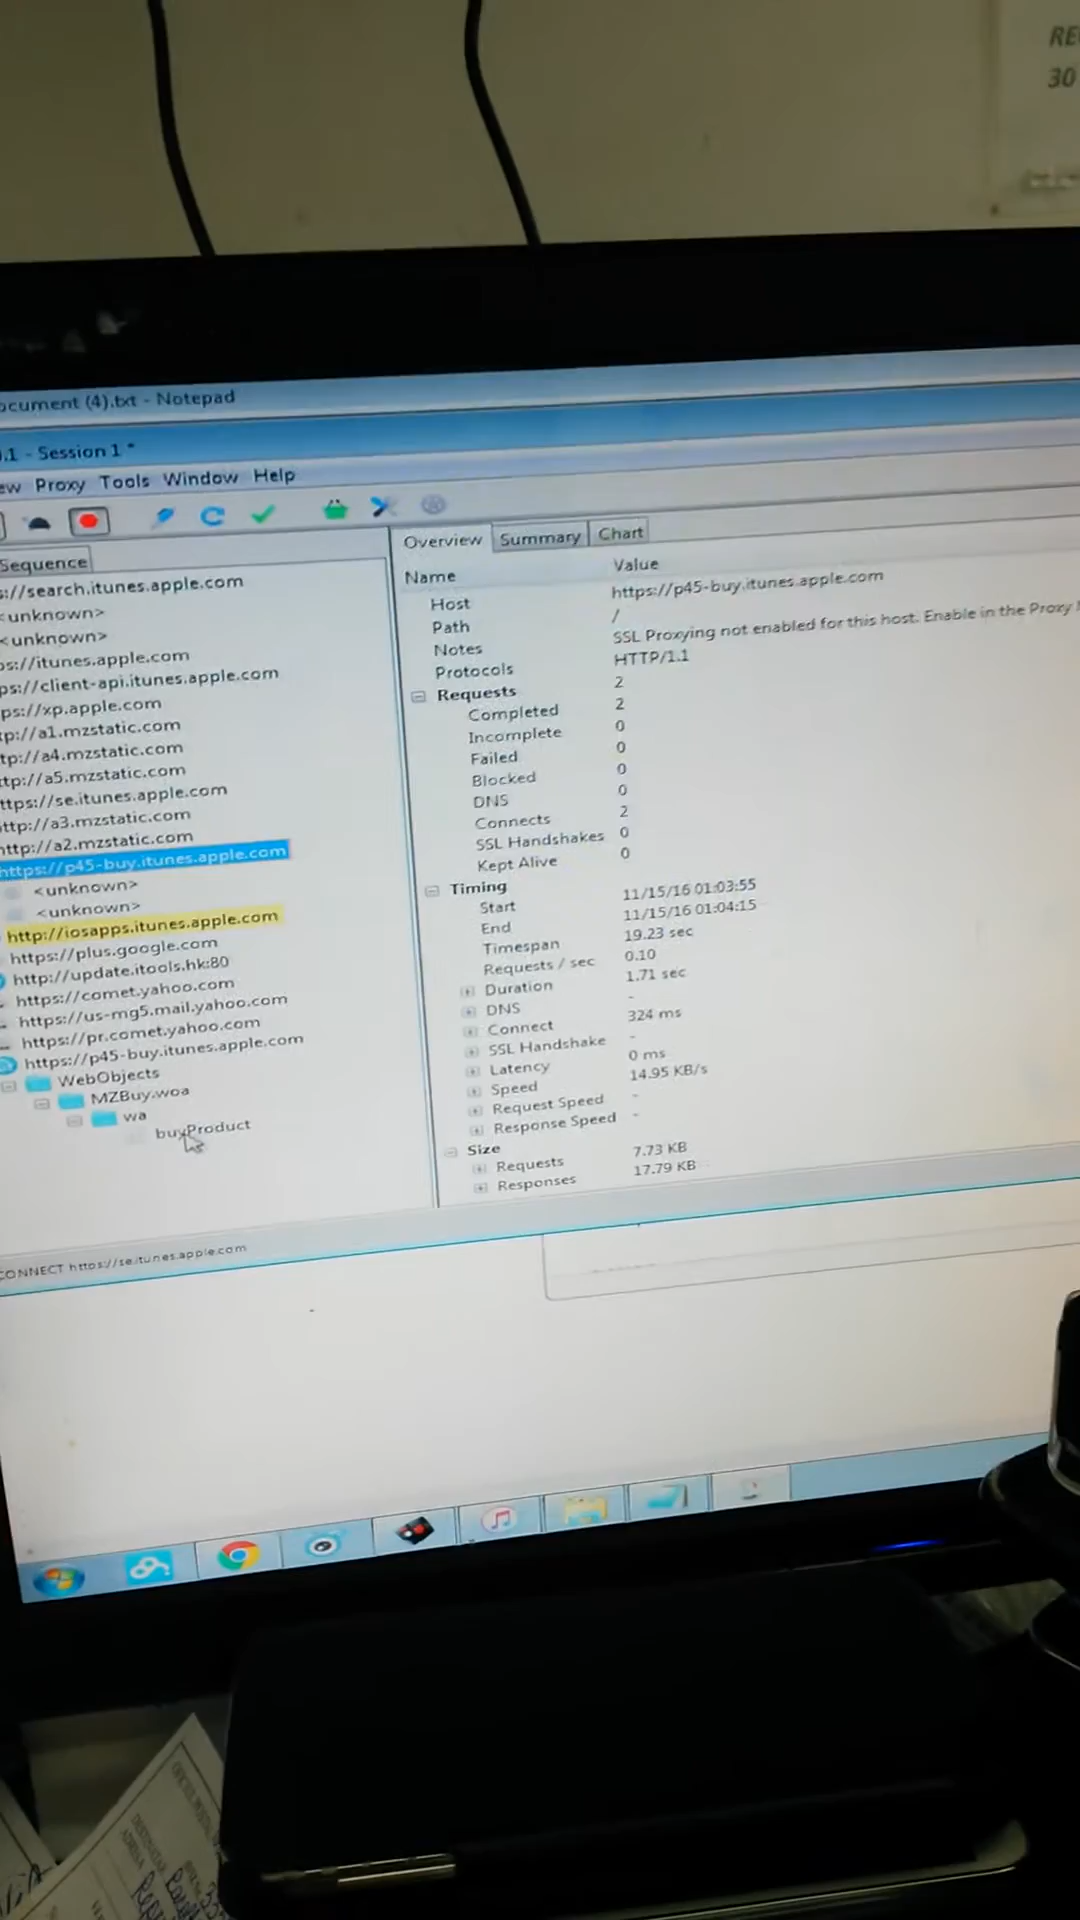 RE
30
ocument (4).txt - Notepad
.1 - Session 1 *
ew Proxy Tools Window Help
Sequence
s://search.itunes.apple.com
<unknown>
<unknown>
ps://itunes.apple.com
ps://client-api.itunes.apple.com
ps://xp.apple.com
tp://a1.mzstatic.com
ttp://a4.mzstatic.com
ttp://a5.mzstatic.com
ttps://se.itunes.apple.com
http://a3.mzstatic.com
http://a2.mzstatic.com
https://p45-buy.itunes.apple.com
<unknown>
<unknown>
http://iosapps.itunes.apple.com
https://plus.google.com
http://update.itools.hk:80
https://comet.yahoo.com
https://us-mg5.mail.yahoo.com
https://pr.comet.yahoo.com
https://p45-buy.itunes.apple.com
WebObjects
MZBuy.woa
wa
buyProduct
CONNECT https://se.itunes.apple.com
Overview Summary Chart
Name Value
Host https://p45-buy.itunes.apple.com
Path /
Notes SSL Proxying not enabled for this host. Enable in the Proxy
Protocols HTTP/1.1
Requests 2
Completed 2
Incomplete 0
Failed 0
Blocked 0
DNS 0
Connects 2
SSL Handshakes 0
Kept Alive 0
Timing
Start 11/15/16 01:03:55
End 11/15/16 01:04:15
Timespan 19.23 sec
Requests / sec 0.10
Duration 1.71 sec
DNS -
Connect 324 ms
SSL Handshake -
Latency 0 ms
Speed 14.95 KB/s
Request Speed -
Response Speed -
Size
Requests 7.73 KB
Responses 17.79 KB